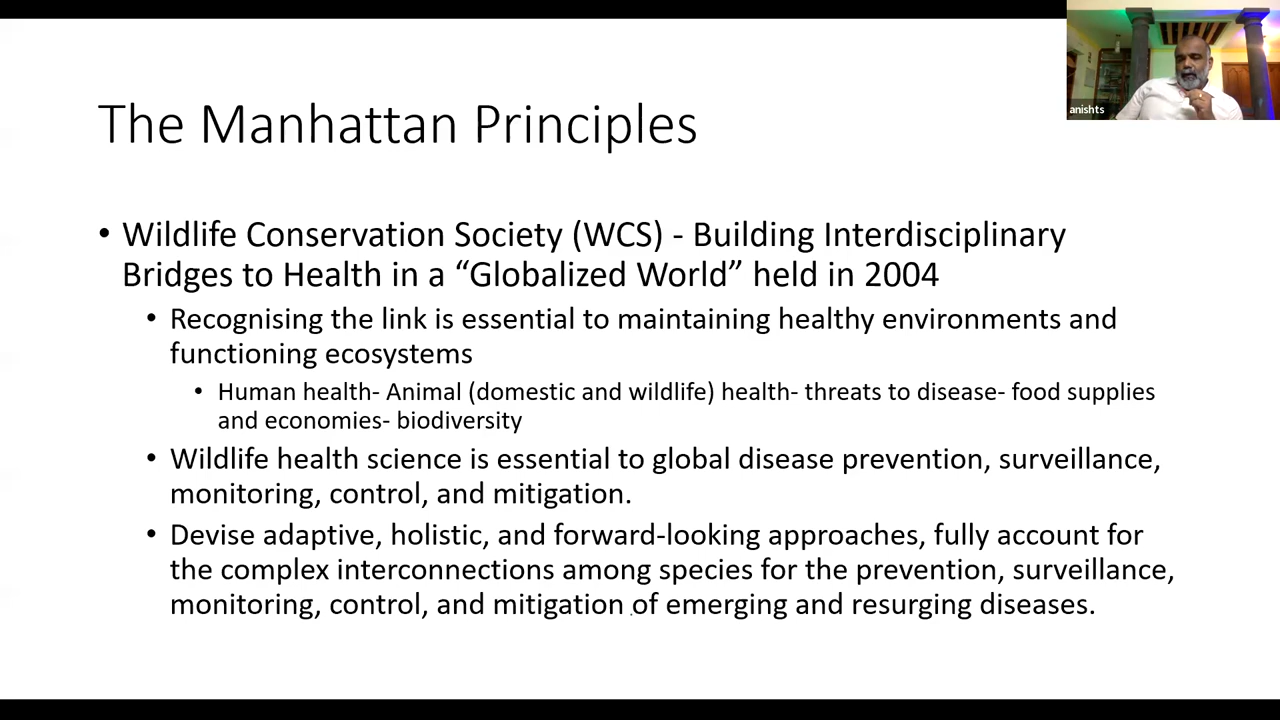 anishts
The Manhattan Principles
• Wildlife Conservation Society (WCS) - Building Interdisciplinary
Bridges to Health in a “Globalized World” held in 2004
• Recognising the link is essential to maintaining healthy environments and
functioning ecosystems
• Human health- Animal (domestic and wildlife) health- threats to disease- food supplies
and economies- biodiversity
• Wildlife health science is essential to global disease prevention, surveillance,
monitoring, control, and mitigation.
• Devise adaptive, holistic, and forward-looking approaches, fully account for
the complex interconnections among species for the prevention, surveillance,
monitoring, control, and mitigation of emerging and resurging diseases.